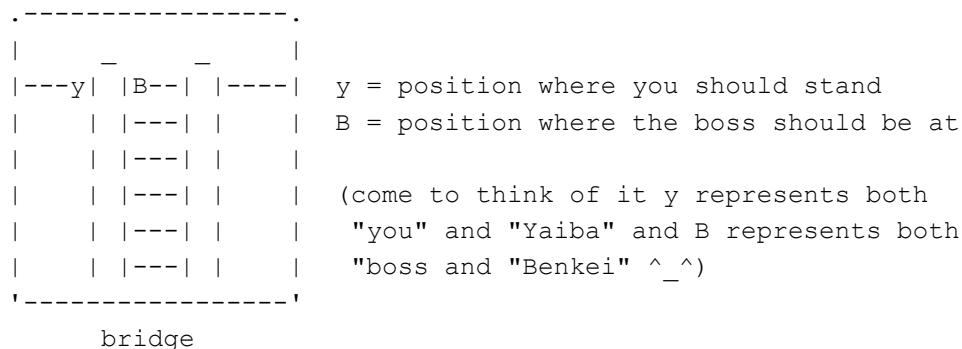 .-----------------.
|     _     _     |
|---y| |B--| |----|  y = position where you should stand
|    | |---| |    |  B = position where the boss should be at
|    | |---| |    |
|    | |---| |    |  (come to think of it y represents both
|    | |---| |    |   "you" and "Yaiba" and B represents both
|    | |---| |    |   "boss and "Benkei" ^_^)
'-----------------'
      bridge